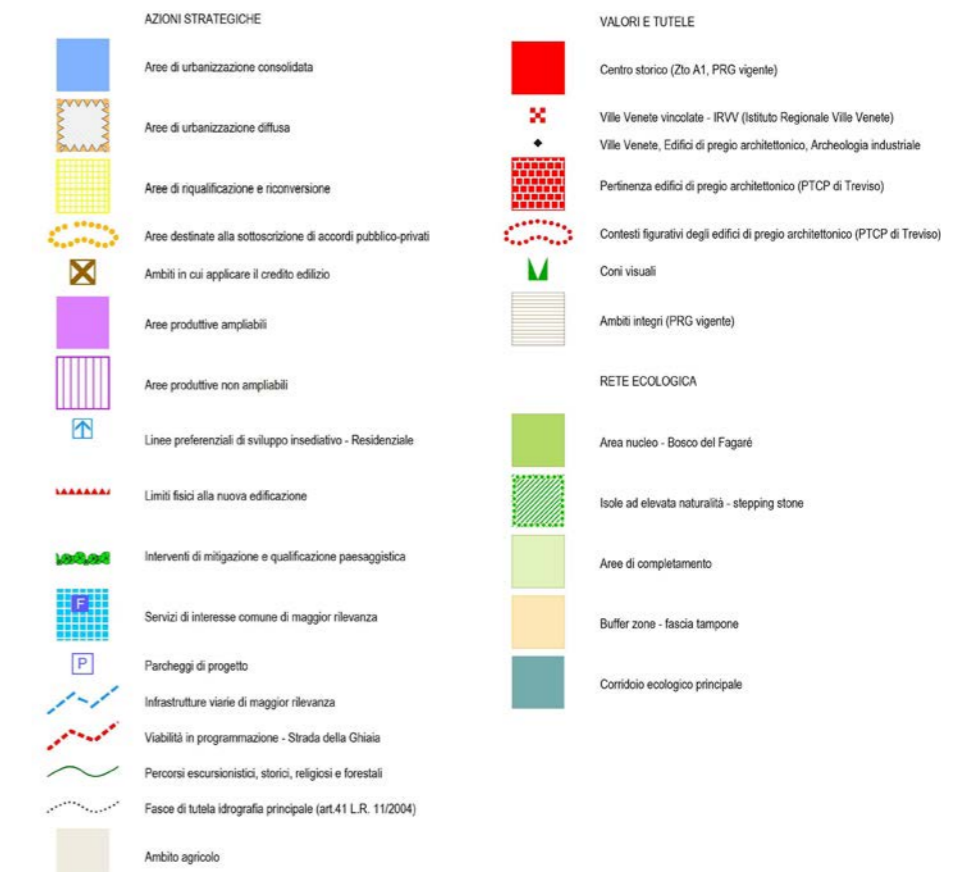 AZIONI STRATEGICHE
Aree di urbanizzazione consolidata
Aree di urbanizzazione diffusa
Aree di riqualificazione e riconversione
Aree destinate alla sottoscrizione di accordi pubblico-privati
Ambiti in cui applicare il credito edilizio
Aree produttive ampliabili
Aree produttive non ampliabili
Linee preferenziali di sviluppo insediativo - Residenziale
Limiti fisici alla nuova edificazione
Interventi di mitigazione e qualificazione paesaggistica
F
Servizi di interesse comune di maggior rilevanza
P
Parcheggi di progetto
Infrastrutture viarie di maggior rilevanza
Viabilità in programmazione - Strada della Ghiaia
Percorsi escursionistici, storici, religiosi e forestali
Fasce di tutela idrografia principale (art.41 L.R. 11/2004)
Ambito agricolo
VALORI E TUTELE
Centro storico (Zto A1, PRG vigente)
Ville Venete vincolate - IRVV (Istituto Regionale Ville Venete)
Ville Venete, Edifici di pregio architettonico, Archeologia industriale
Pertinenza edifici di pregio architettonico (PTCP di Treviso)
Contesti figurativi degli edifici di pregio architettonico (PTCP di Treviso)
Coni visuali
Ambiti integri (PRG vigente)
RETE ECOLOGICA
Area nucleo - Bosco del Fagaré
Isole ad elevata naturalità - stepping stone
Aree di completamento
Buffer zone - fascia tampone
Corridoio ecologico principale